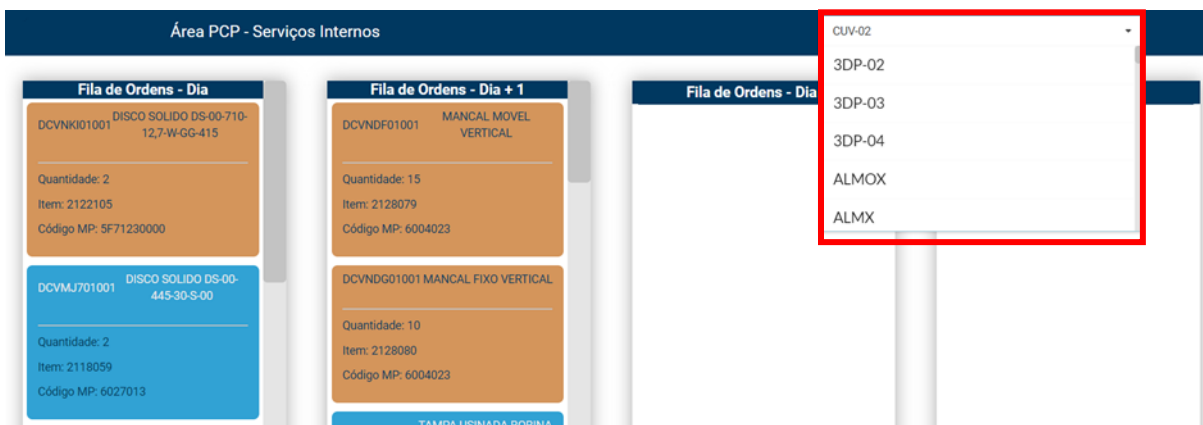 Área PCP - Serviços Internos
CUV-02
3DP-02
3DP-03
3DP-04
ALMOX
ALMX
Fila de Ordens - Dia
DCVNKI01001 DISCO SOLIDO DS-00-710-
12,7-W-GG-415
Quantidade: 2
Item: 2122105
Código MP: 5F71230000
DCVMJ701001 DISCO SOLIDO DS-00-
445-30-S-00
Quantidade: 2
Item: 2118059
Código MP: 6027013
Fila de Ordens - Dia + 1
DCVNDF01001 MANCAL MOVEL
VERTICAL
Quantidade: 15
Item: 2128079
Código MP: 6004023
DCVNDG01001 MANCAL FIXO VERTICAL
Quantidade: 10
Item: 2128080
Código MP: 6004023
TAMPA USINADA BOBINA
Fila de Ordens - Dia